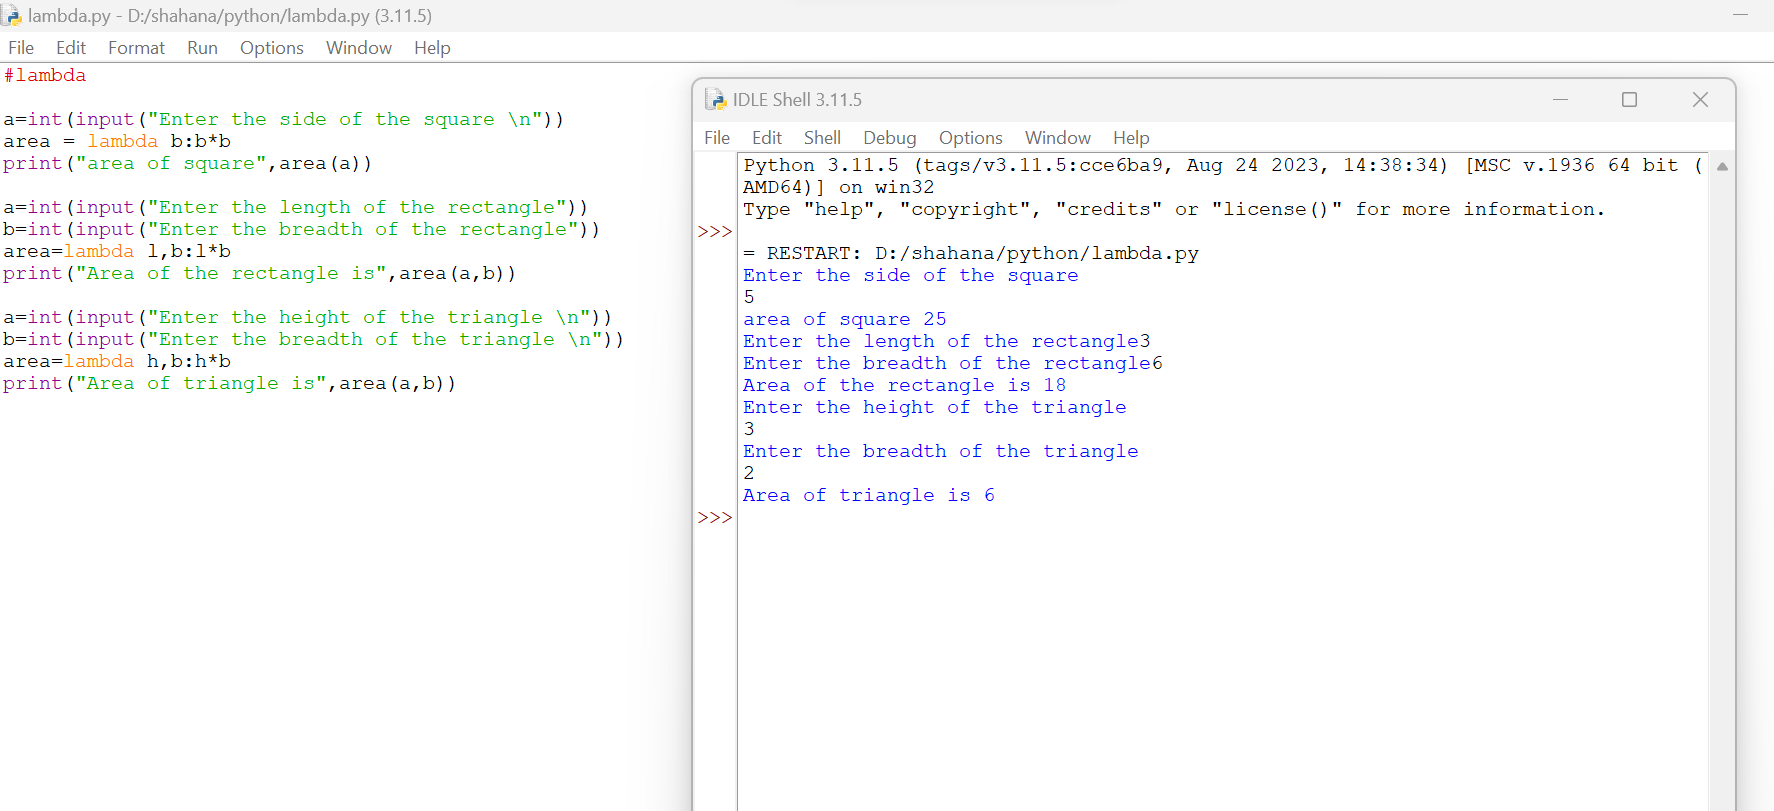 lambda.py - D:/shahana/python/lambda.py (3.11.5)
File Edit Format Run Options Window Help
#lambda
a=int(input("Enter the side of the square \n"))
area = lambda b:b*b
print("area of square",area(a))
a=int(input("Enter the length of the rectangle"))
b=int(input("Enter the breadth of the rectangle"))
area=lambda l,b:l*b
print("Area of the rectangle is",area(a,b))
a=int(input("Enter the height of the triangle \n"))
b=int(input("Enter the breadth of the triangle \n"))
area=lambda h,b:h*b
print("Area of triangle is",area(a,b))
IDLE Shell 3.11.5
File Edit Shell Debug Options Window Help
Python 3.11.5 (tags/v3.11.5:cce6ba9, Aug 24 2023, 14:38:34) [MSC v.1936 64 bit (
AMD64)] on win32
Type "help", "copyright", "credits" or "license()" for more information.
>>>
= RESTART: D:/shahana/python/lambda.py
Enter the side of the square
5
area of square 25
Enter the length of the rectangle3
Enter the breadth of the rectangle6
Area of the rectangle is 18
Enter the height of the triangle
3
Enter the breadth of the triangle
2
Area of triangle is 6
>>>